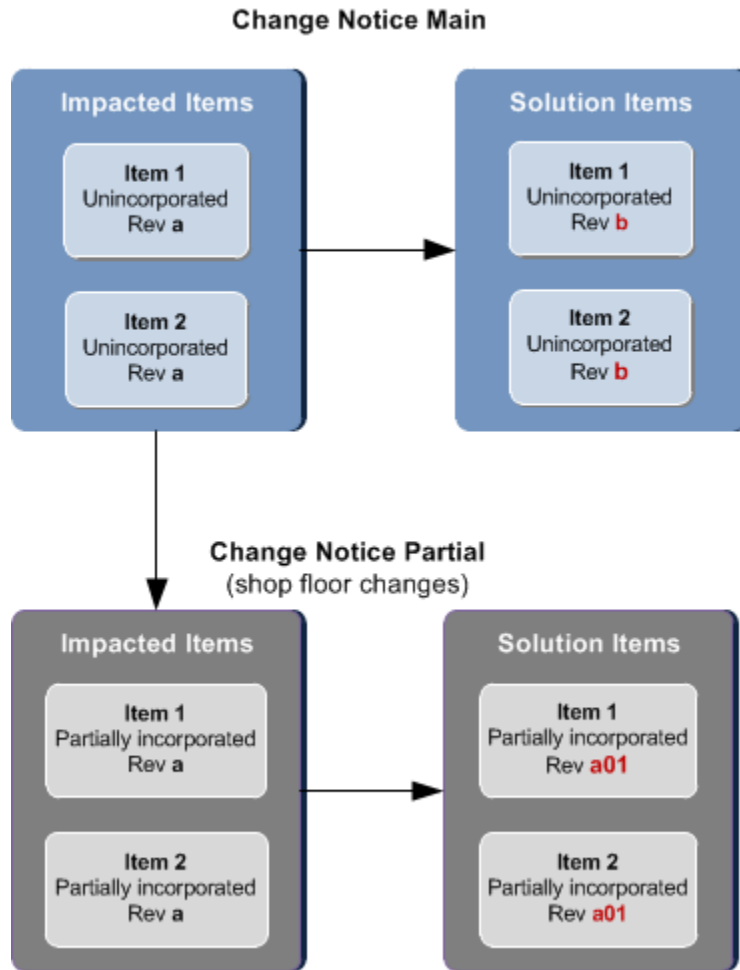 Change Notice Main
Impacted Items
Item 1
Unincorporated
Rev a
Item 2
Unincorporated
Rev a
Solution Items
Item 1
Unincorporated
Rev b
Item 2
Unincorporated
Rev b
Change Notice Partial
(shop floor changes)
Impacted Items
Item 1
Partially incorporated
Rev a
Item 2
Partially incorporated
Rev a
Solution Items
Item 1
Partially incorporated
Rev a01
Item 2
Partially incorporated
Rev a01